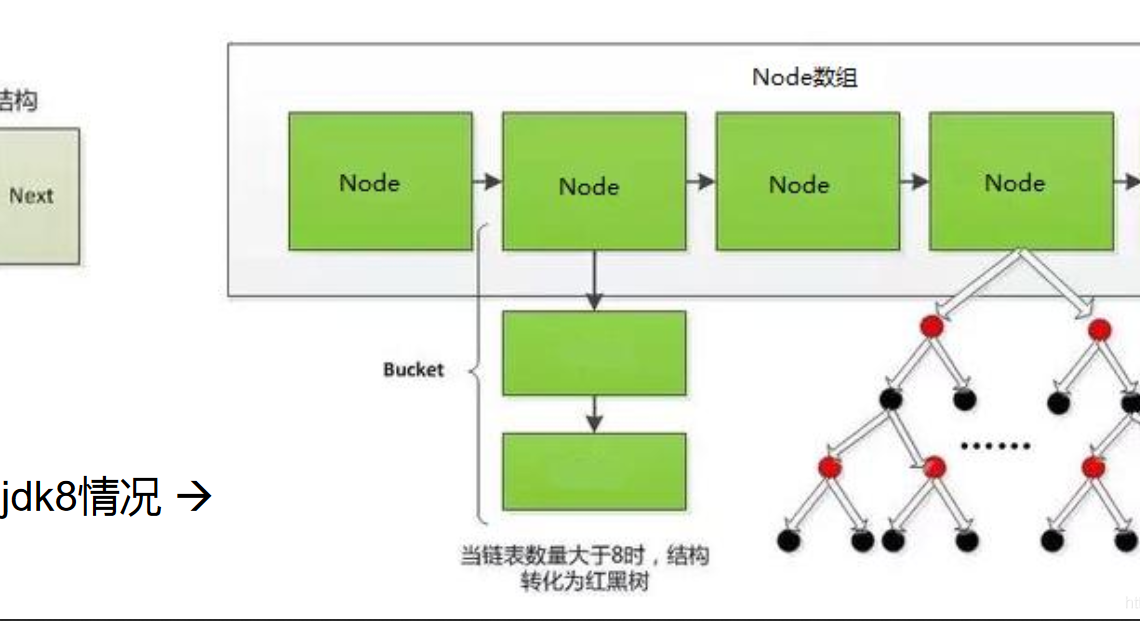 Node数组
结构
Node
Node
Node
Node
Next
Bucket
jdk8情况 →
当链表数量大于8时，结构
转化为红黑树